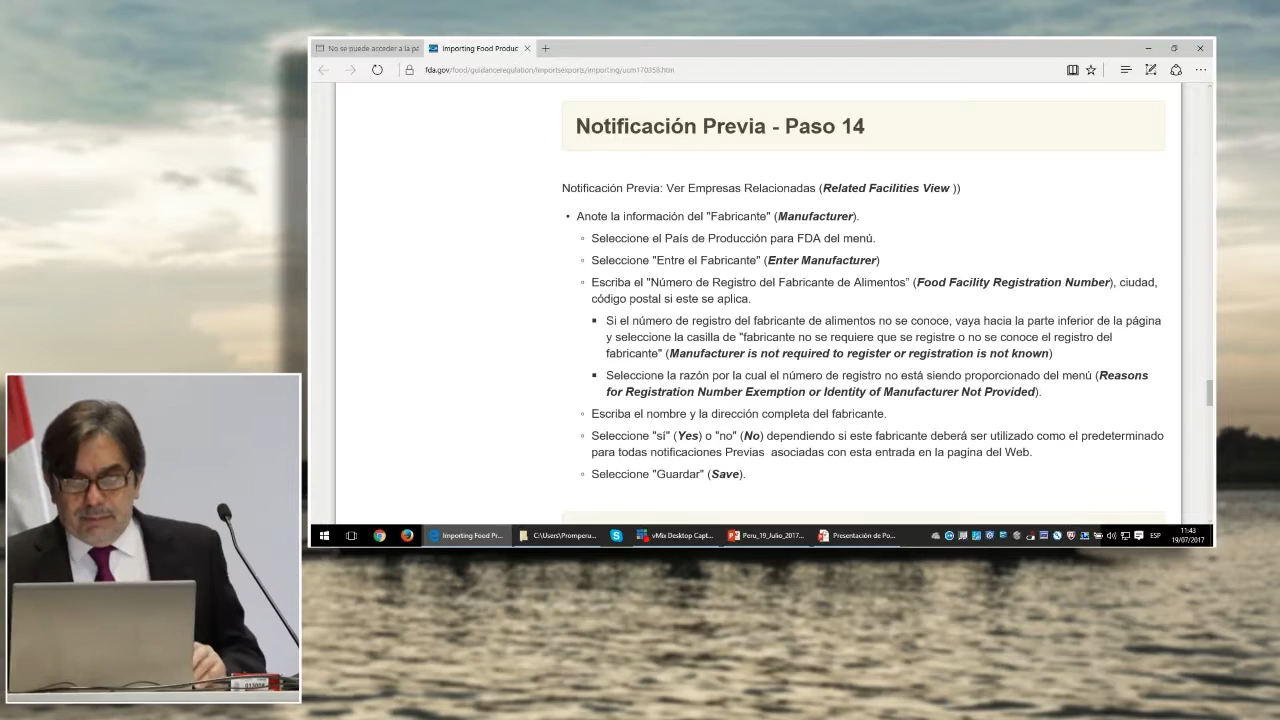 No se puede acceder a la pá
Importing Food Produc
fda.gov/food/guidanceregulation/importsexports/importing/ucm170358.htm
Notificación Previa - Paso 14
Notificación Previa: Ver Empresas Relacionadas (Related Facilities View ))
• Anote la información del "Fabricante" (Manufacturer).
Seleccione el País de Producción para FDA del menú.
Seleccione "Entre el Fabricante" (Enter Manufacturer)
Escriba el "Número de Registro del Fabricante de Alimentos" (Food Facility Registration Number), ciudad,
código postal si este se aplica.
Si el número de registro del fabricante de alimentos no se conoce, vaya hacia la parte inferior de la página
y seleccione la casilla de "fabricante no se requiere que se registre o no se conoce el registro del
fabricante" (Manufacturer is not required to register or registration is not known)
Seleccione la razón por la cual el número de registro no está siendo proporcionado del menú (Reasons
for Registration Number Exemption or Identity of Manufacturer Not Provided).
Escriba el nombre y la dirección completa del fabricante.
Seleccione "sí" (Yes) o "no" (No) dependiendo si este fabricante deberá ser utilizado como el predeterminado
para todas notificaciones Previas asociadas con esta entrada en la pagina del Web.
Seleccione "Guardar" (Save).
Importing Food Pr... C:\Users\Promperu... vMix Desktop Capt... Peru_19_Julio_2017... Presentación de Po... ESP 11:43
19/07/2017